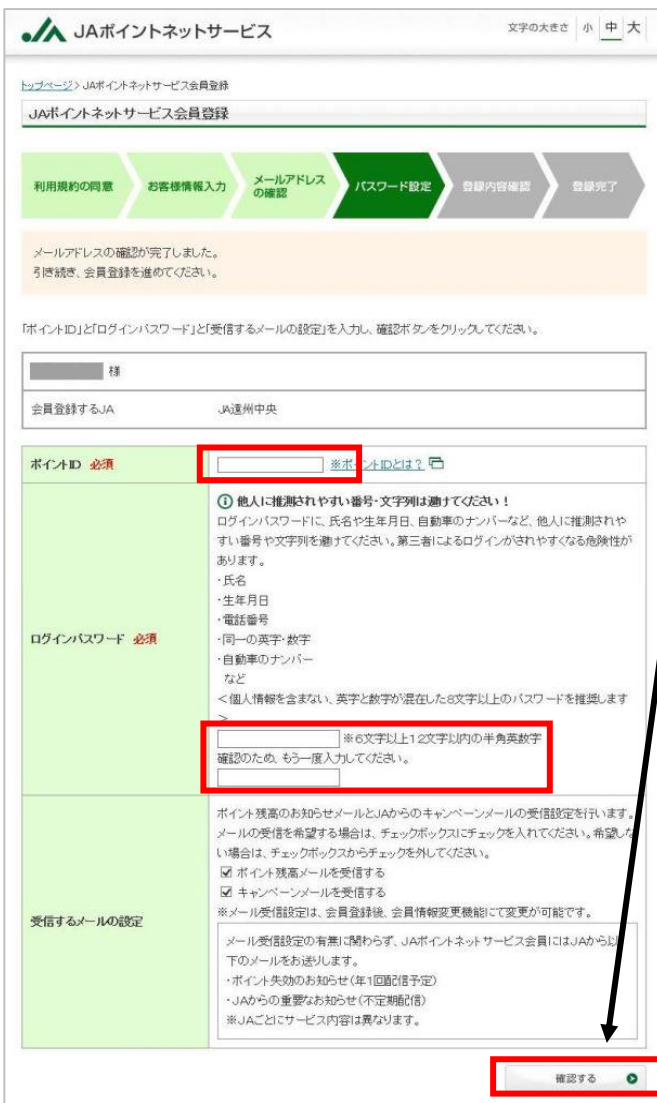 JAポイントネットサービス
文字の大きさ 小 中 大
トップページ > JAポイントネットサービス会員登録
JAポイントネットサービス会員登録
利用規約の同意
お客様情報入力
メールアドレス
の確認
パスワード設定
登録内容確認
登録完了
メールアドレスの確認が完了しました。
引き続き、会員登録を進めてください。
「ポイントID」と「ログインパスワード」と「受信するメールの設定」を入力し、確認ボタンをクリックしてください。
様
会員登録するJA JA遠州中央
ポイントID 必須 ※ポイントIDとは?
ログインパスワード 必須
他人に推測されやすい番号・文字列は避けてください!
ログインパスワードに、氏名や生年月日、自動車のナンバーなど、他人に推測されや
すい番号や文字列を避けてください。第三者によるログインがされやすくなる危険性が
あります。
・氏名
・生年月日
・電話番号
・同一の英字・数字
・自動車のナンバー
など
<個人情報を含まない、英字と数字が混在した8文字以上のパスワードを推奨します
>
※6文字以上12文字以内の半角英数字
確認のため、もう一度入力してください。
受信するメールの設定
ポイント残高のお知らせメールとJAからのキャンペーンメールの受信設定を行います。
メールの受信を希望する場合は、チェックボックスにチェックを入れてください。希望しな
い場合は、チェックボックスからチェックを外してください。
ポイント残高メールを受信する
キャンペーンメールを受信する
※メール受信設定は、会員登録後、会員情報変更機能にて変更が可能です。
メール受信設定の有無に関わらず、JAポイントネットサービス会員にはJAから以
下のメールをお送りします。
・ポイント失効のお知らせ(年1回配信予定)
・JAからの重要なお知らせ(不定期配信)
※JAごとにサービス内容は異なります。
確認する